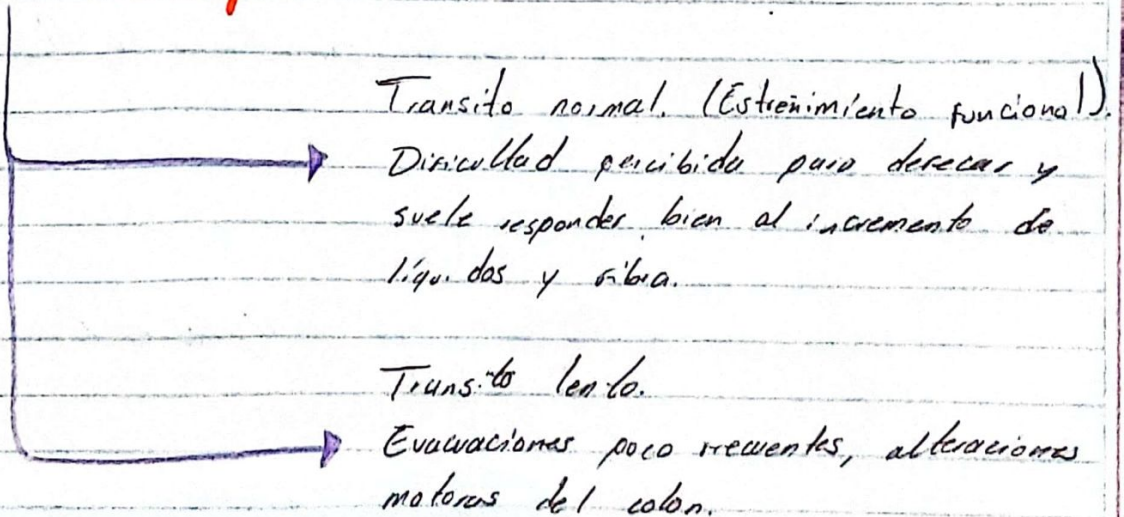 Transito normal. (Estreñimiento funcional).
Dificultad percibida para defecar y
suele responder bien al incremento de
líquidos y fibra.
Transito lento.
Evacuaciones poco frecuentes, alteraciones
motoras del colon.